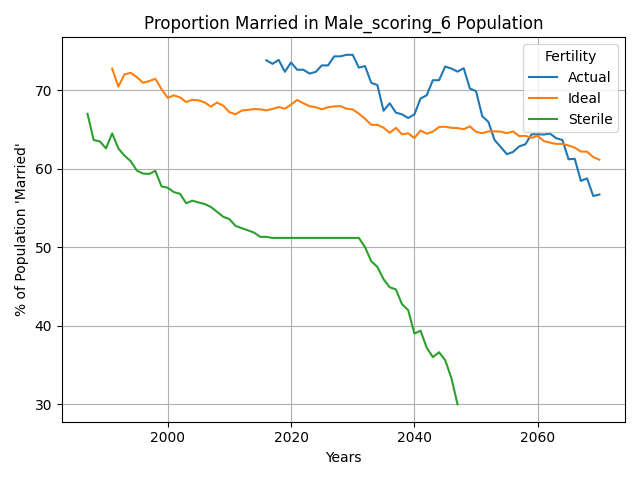 Proportion Married in Male_scoring_6 Population
% of Population 'Married'
70
60
50
40
30
Fertility
Actual
Ideal
Sterile
2000
2020
2040
2060
Years